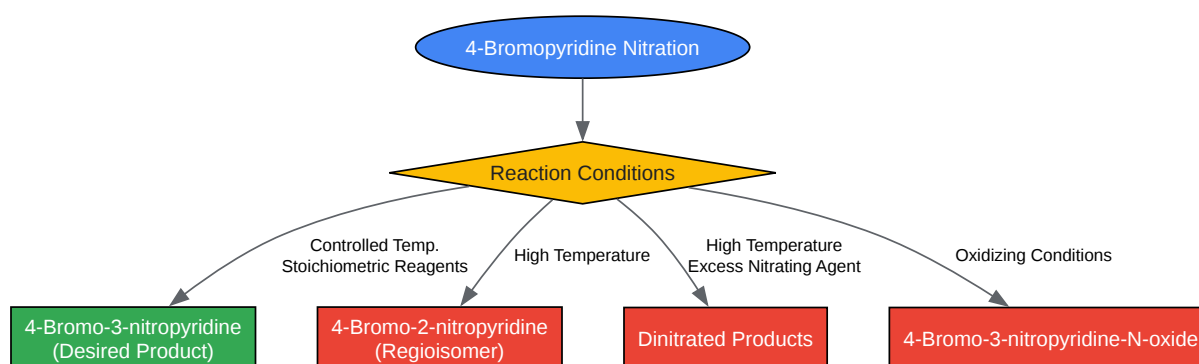 4-Bromopyridine Nitration
Reaction Conditions
Controlled Temp.
Stoichiometric Reagents
High Temperature
High Temperature
Excess Nitrating Agent
Oxidizing Conditions
4-Bromo-3-nitropyridine
(Desired Product)
4-Bromo-2-nitropyridine
(Regioisomer)
Dinitrated Products
4-Bromo-3-nitropyridine-N-oxide